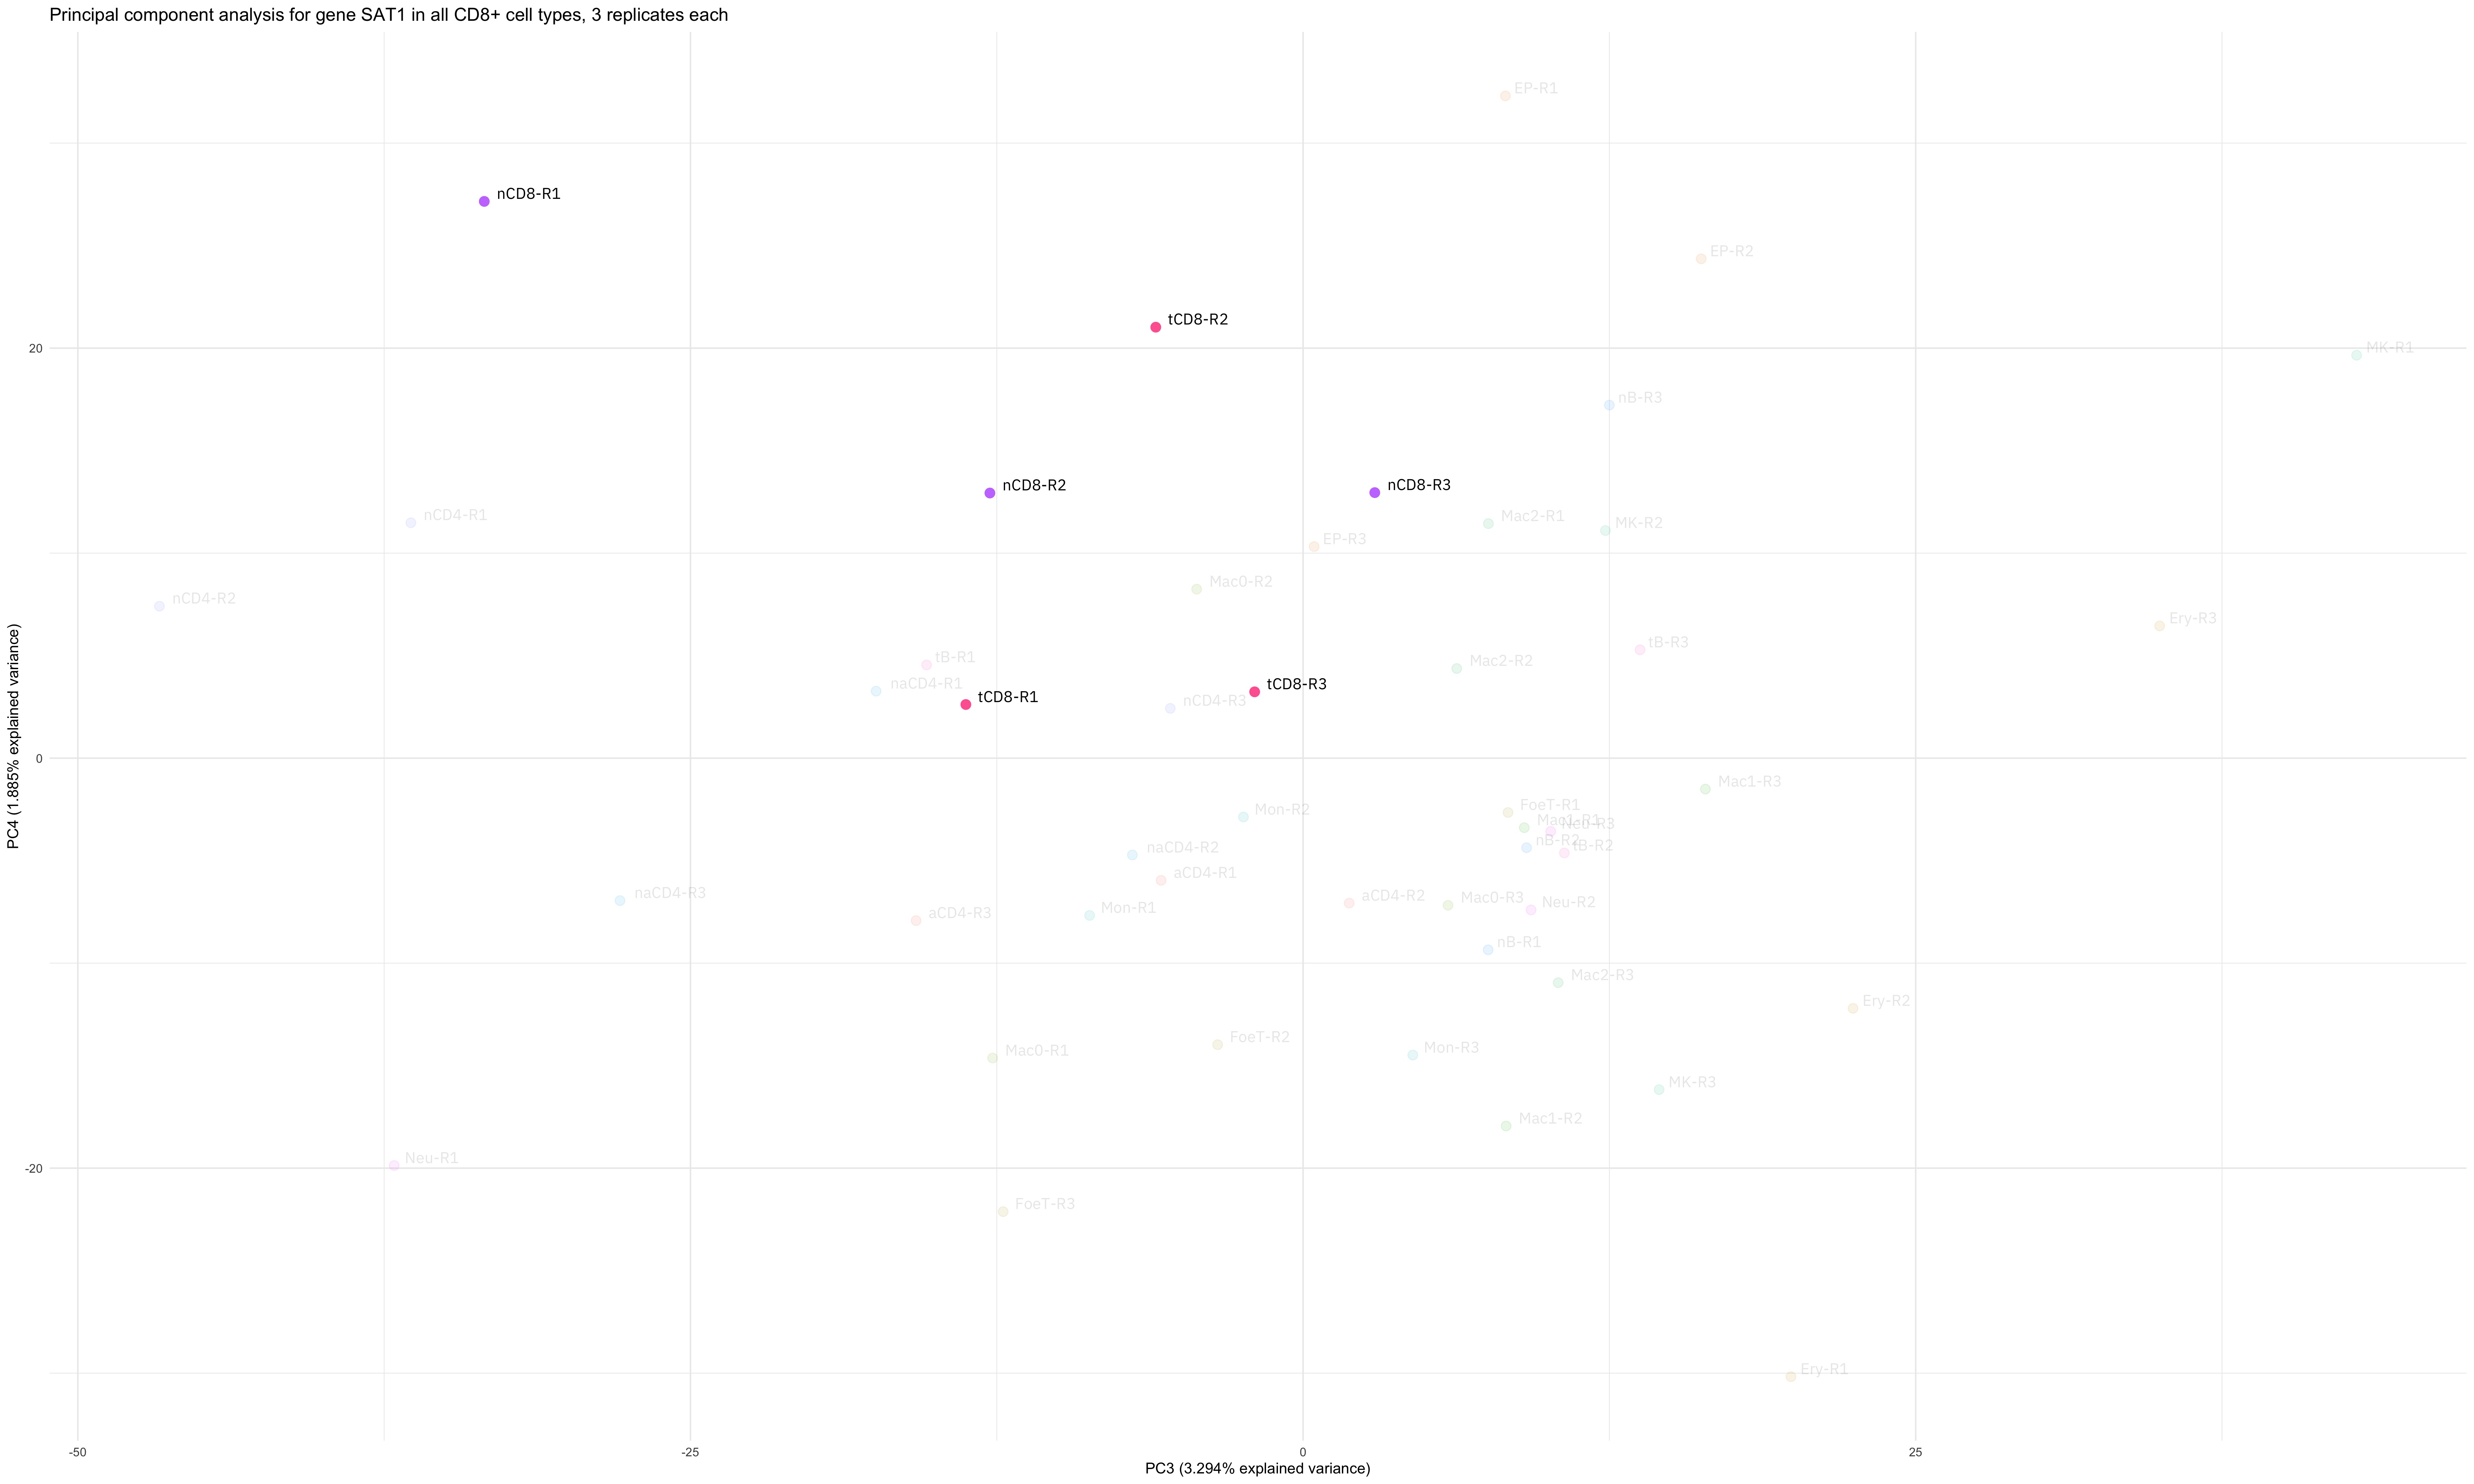 Principal component analysis for gene SAT1 in all CD8+ cell types, 3 replicates each
EP-R1
nCD8-R1
EP-R2
tCD8-R2
20
MK-R1
nB-R3
nCD8-R2
nCD8-R3
nCD4-R1
Mac2-R1
MK-R2
EP-R3
Mac0-R2
nCD4-R2
Ery-R3
tB-R1
tB-R3
Mac2-R2
naCD4-R1
tCD8-R3
tCD8-R1
nCD4-R3
PC4 (1.885% explained variance)
0
Mac1-R3
Mon-R2
FoeT-R1
Mac1-R1
Neu-R3
nB-R2
tB-R2
naCD4-R2
aCD4-R1
naCD4-R3
aCD4-R2
Mac0-R3
Neu-R2
Mon-R1
aCD4-R3
nB-R1
Mac2-R3
Ery-R2
FoeT-R2
Mac0-R1
Mon-R3
MK-R3
Mac1-R2
Neu-R1
-20
FoeT-R3
Ery-R1
-50
-25
0
25
PC3 (3.294% explained variance)